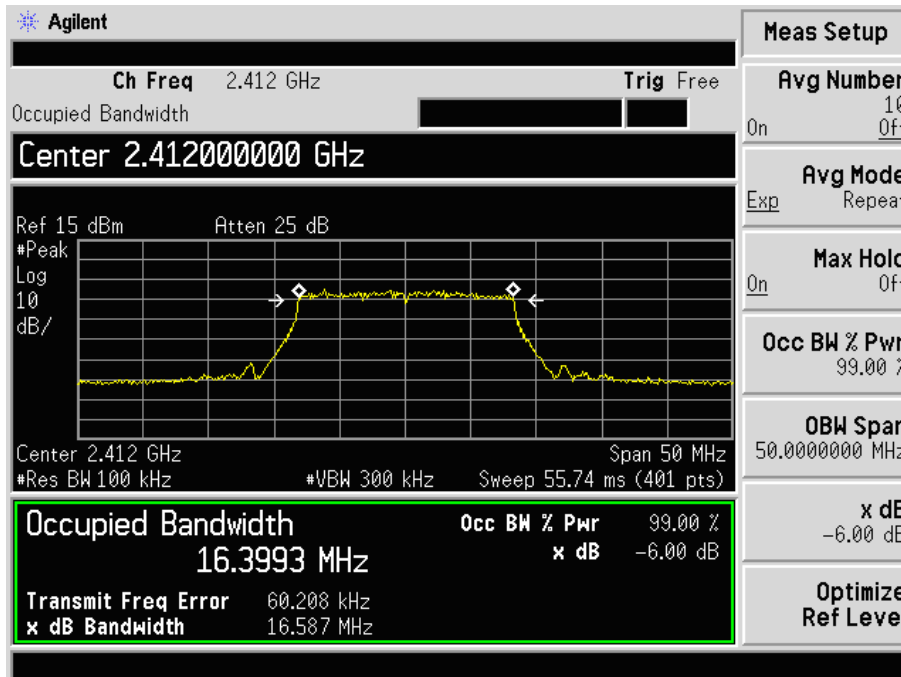 Agilent
Ch Freq 2.412 GHz Trig Free
Occupied Bandwidth
Center 2.412000000 GHz
Ref 15 dBm Atten 25 dB
#Peak
Log
10
dB/
Center 2.412 GHz Span 50 MHz
#Res BW 100 kHz #VBW 300 kHz Sweep 55.74 ms (401 pts)
Occupied Bandwidth
16.3993 MHz
Occ BW % Pwr 99.00 %
x dB -6.00 dB
Transmit Freq Error 60.208 kHz
x dB Bandwidth 16.587 MHz
Meas Setup
Avg Number
10
On Off
Avg Mode
Exp Repeat
Max Hold
On Off
Occ BW % Pwr
99.00 %
OBW Span
50.0000000 MHz
x dB
-6.00 dB
Optimize
Ref Level